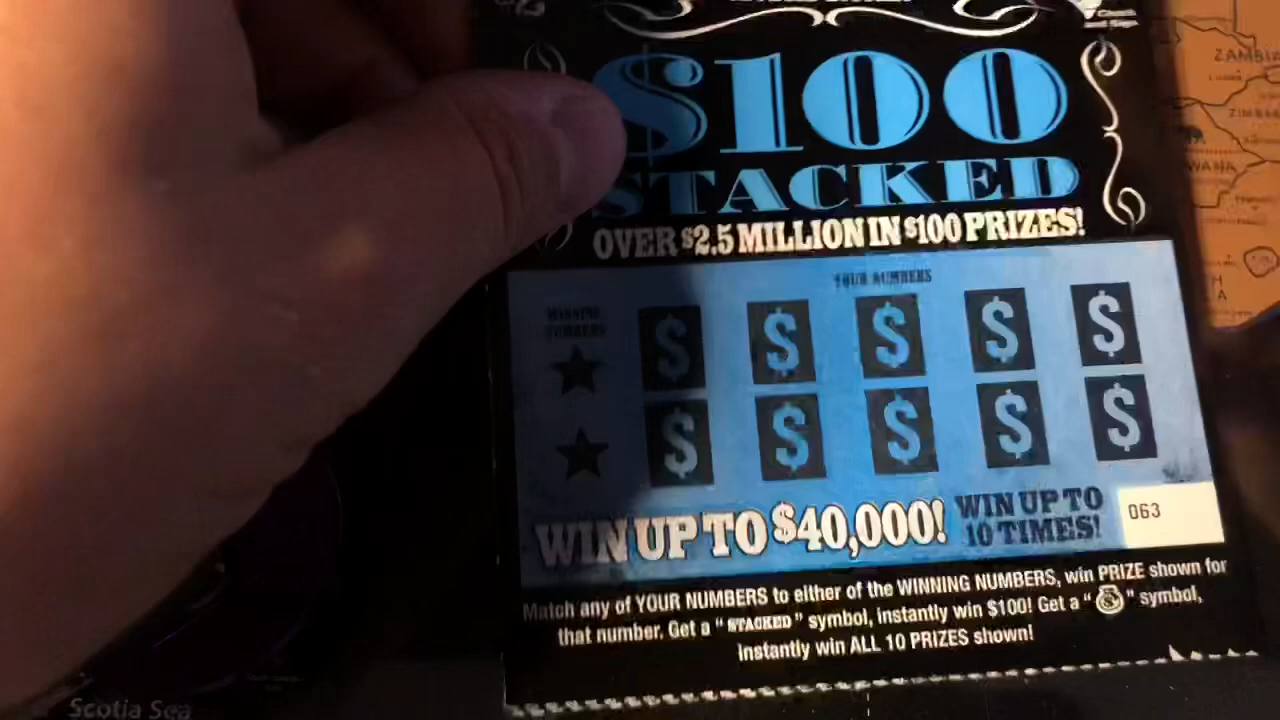 $100
STACKED
OVER $2.5 MILLION IN $100 PRIZES!
YOUR NUMBERS
WINNING
NUMBERS
$ $ $ $ $
$ $ $ $ $
WIN UP TO $40,000!
WIN UP TO
10 TIMES!
063
Match any of YOUR NUMBERS to either of the WINNING NUMBERS, win PRIZE shown for
that number. Get a "STACKED" symbol, instantly win $100! Get a " " symbol,
instantly win ALL 10 PRIZES shown!
ZAMBIA
Scotia Sea